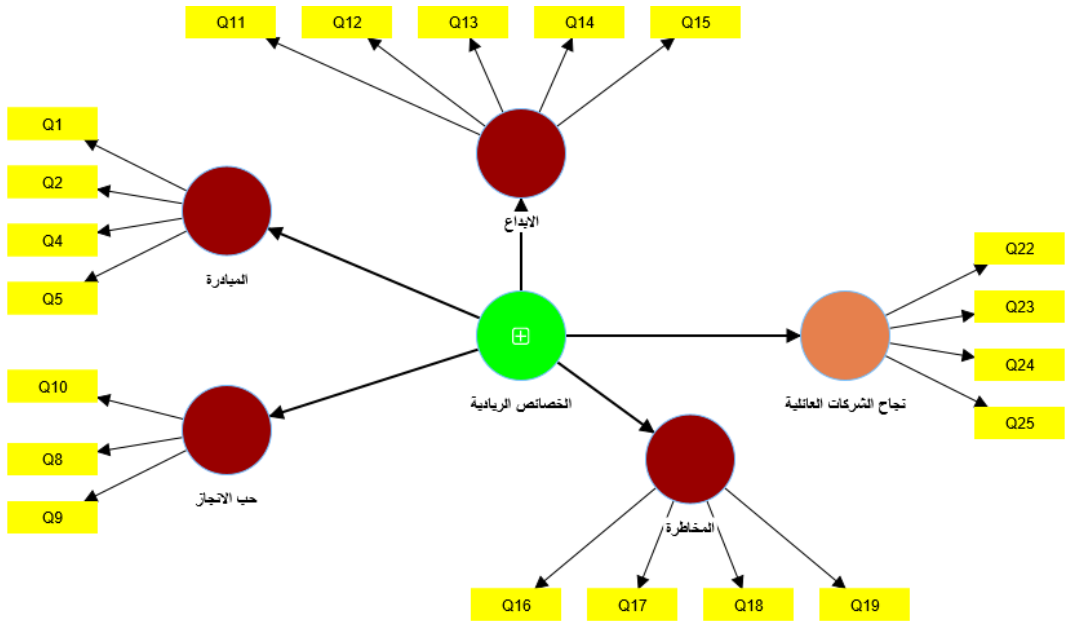 Q11
Q12
Q13
Q14
Q15
Q1
Q2
Q4
Q5
المبادرة
الابداع
Q22
Q23
Q24
Q25
نجاح الشركات العائلية
الخصائص الريادية
Q10
Q8
Q9
حب الانجاز
المخاطرة
Q16
Q17
Q18
Q19